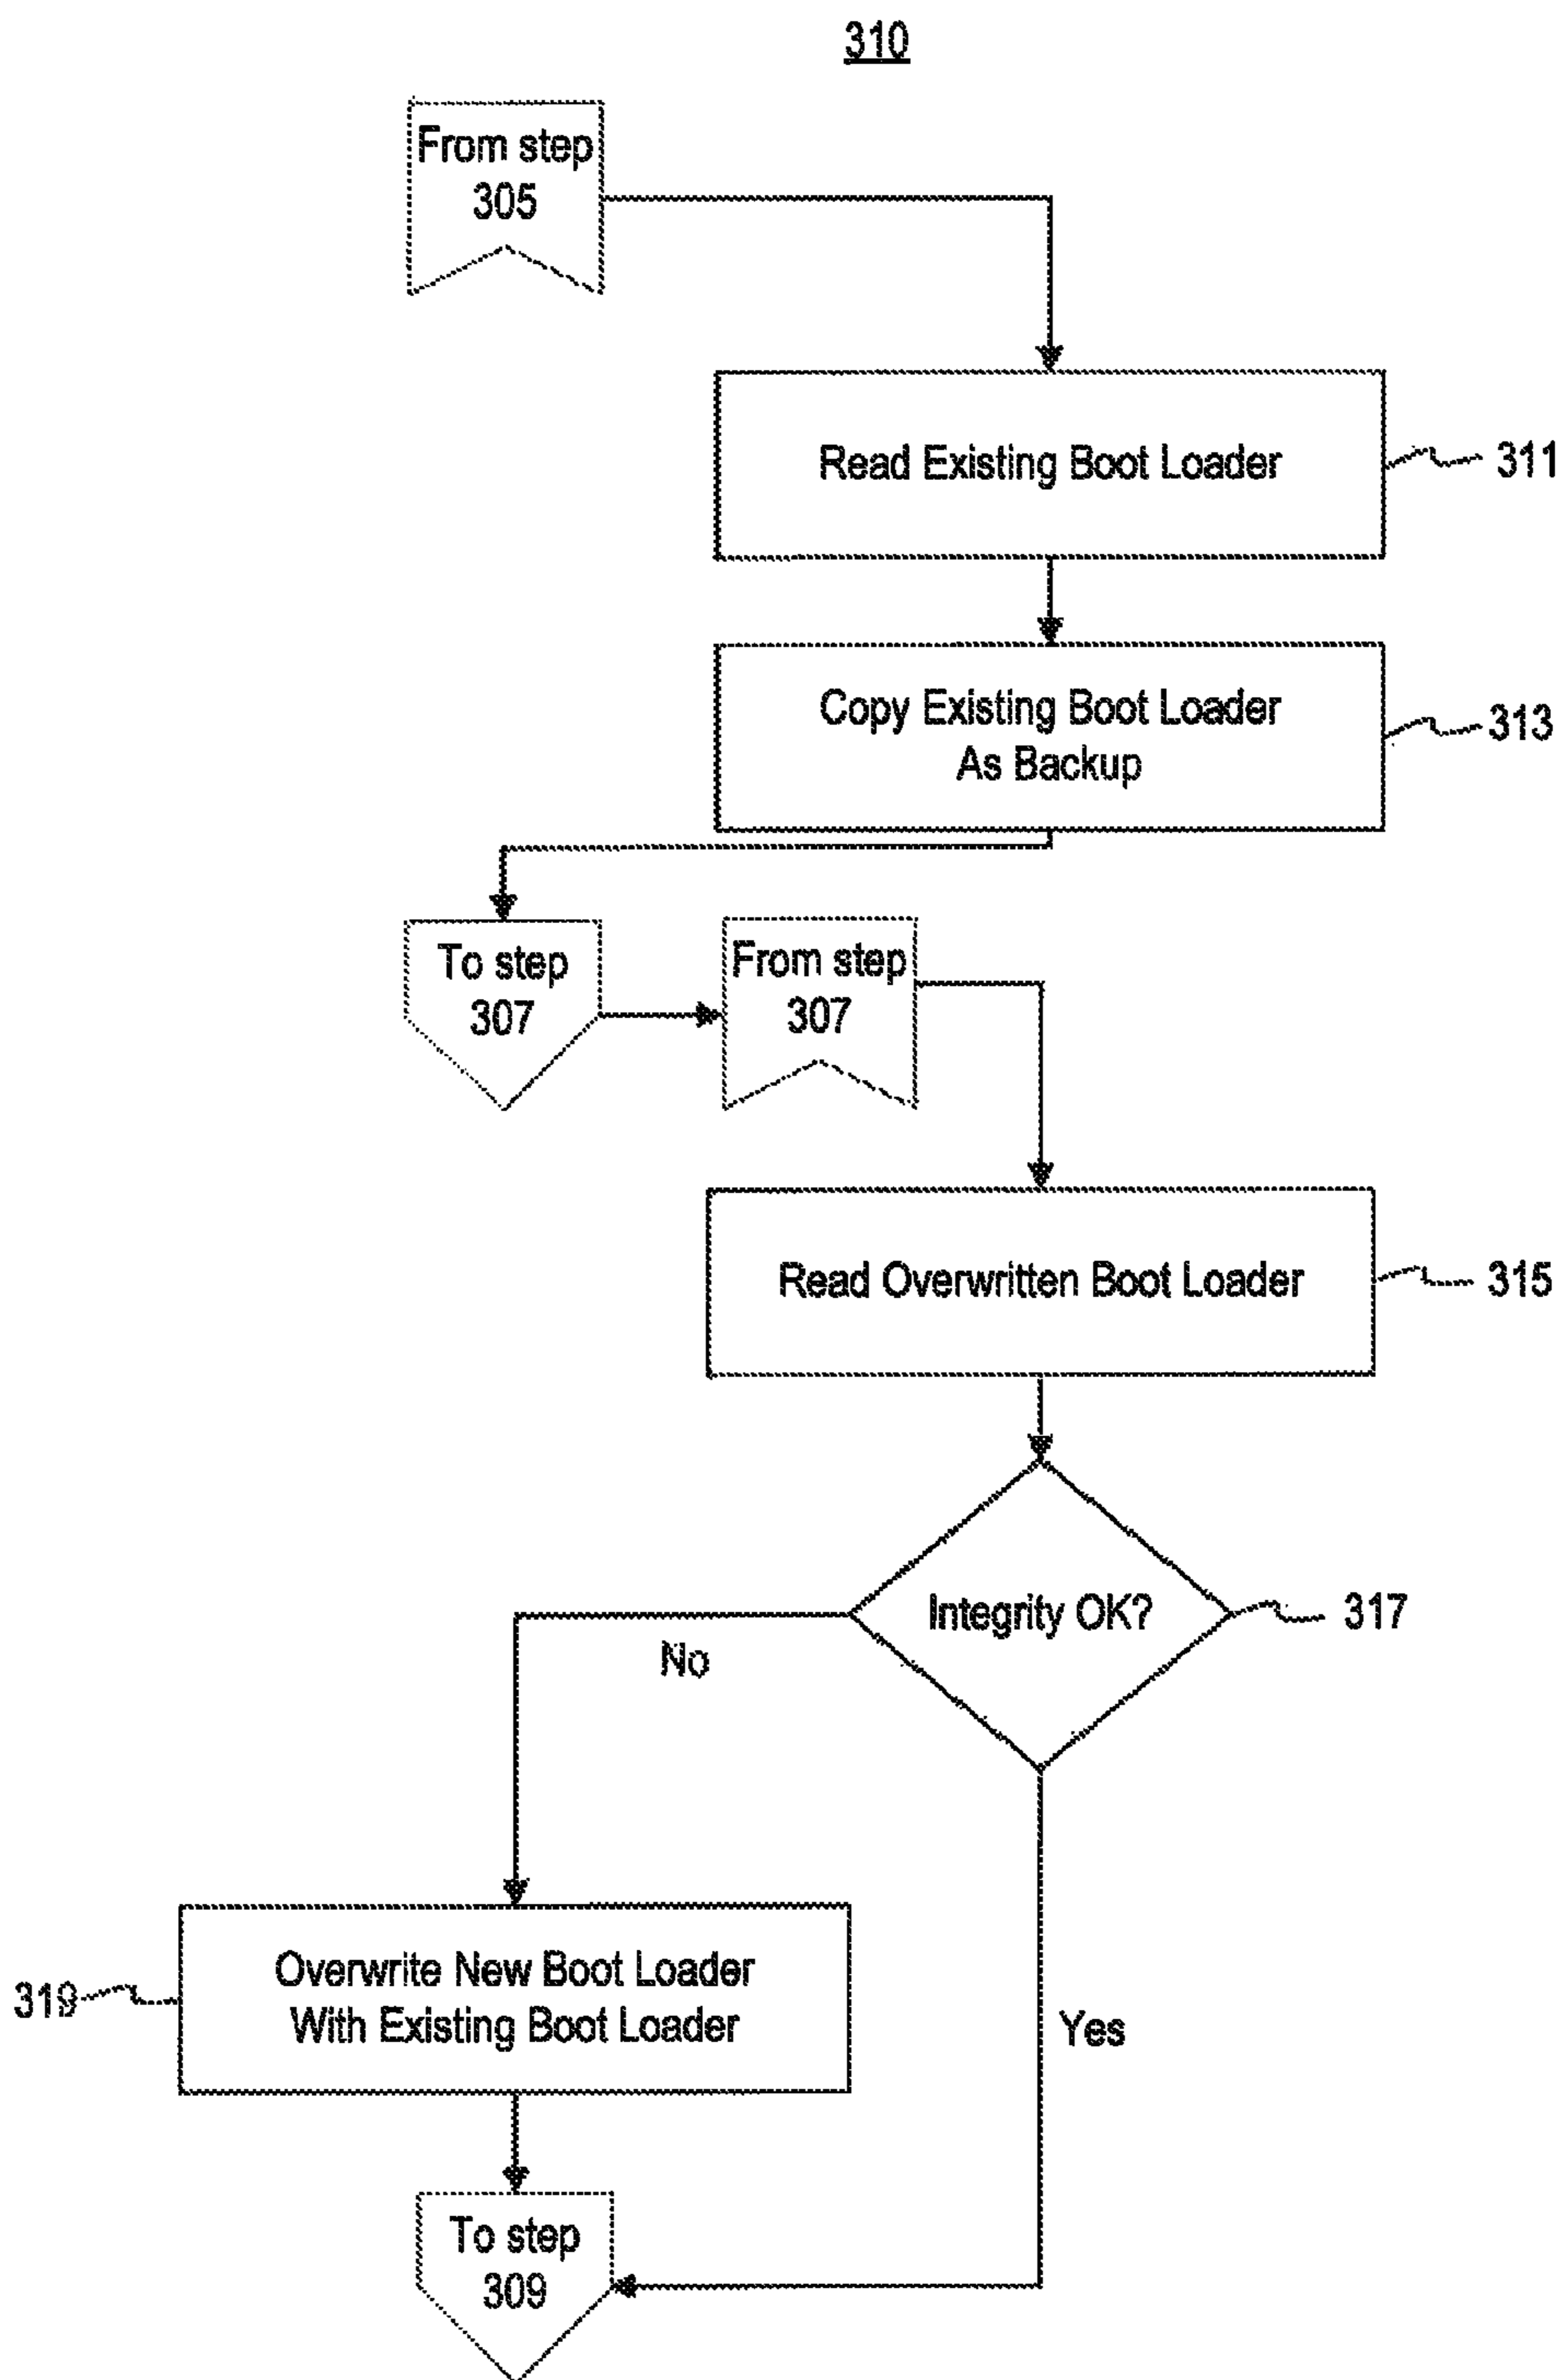 310
From step
305
Read Existing Boot Loader
311
Copy Existing Boot Loader
As Backup
313
To step
307
From step
307
Read Overwritten Boot Loader
315
Integrity OK?
317
No
Overwrite New Boot Loader
With Existing Boot Loader
319
Yes
To step
309